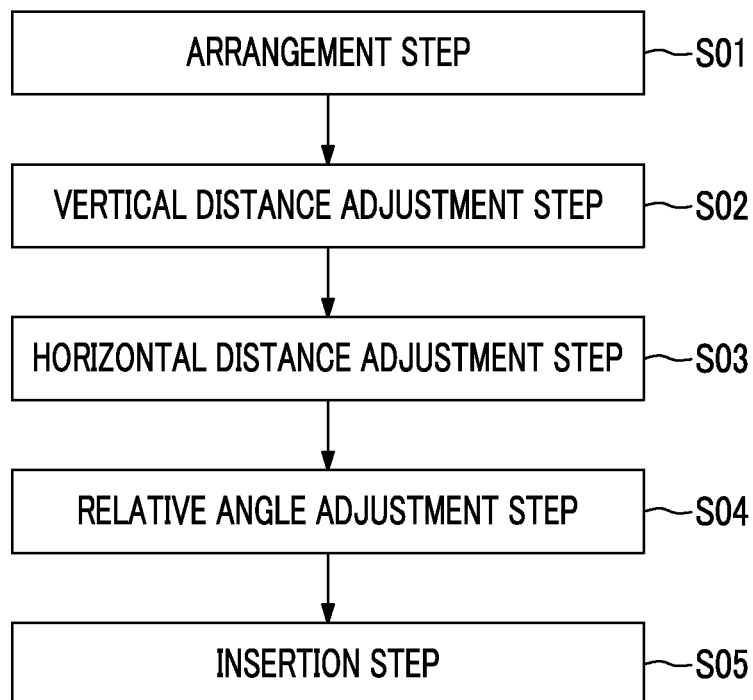 ARRANGEMENT STEP S01
VERTICAL DISTANCE ADJUSTMENT STEP S02
HORIZONTAL DISTANCE ADJUSTMENT STEP S03
RELATIVE ANGLE ADJUSTMENT STEP S04
INSERTION STEP S05